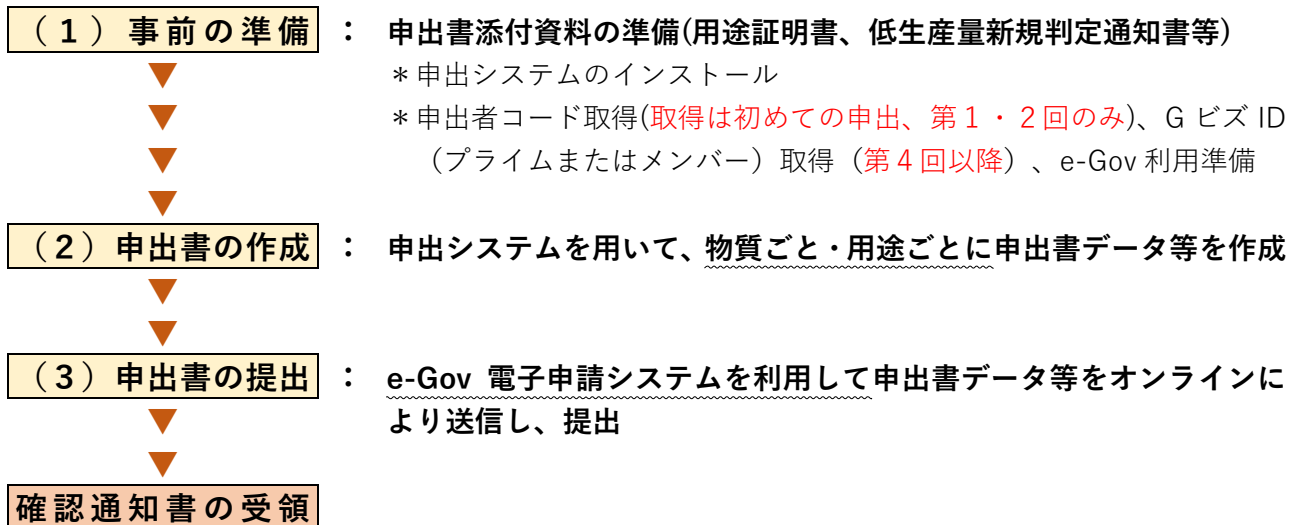 （１）事前の準備 ： 申出書添付資料の準備(用途証明書、低生産量新規判定通知書等)
＊申出システムのインストール
＊申出者コード取得(取得は初めての申出、第１・２回のみ)、G ビズ ID
（プライムまたはメンバー）取得（第４回以降）、e-Gov 利用準備
（２）申出書の作成 ： 申出システムを用いて、物質ごと・用途ごとに申出書データ等を作成
（３）申出書の提出 ： e-Gov 電子申請システムを利用して申出書データ等をオンラインに
より送信し、提出
確認通知書の受領